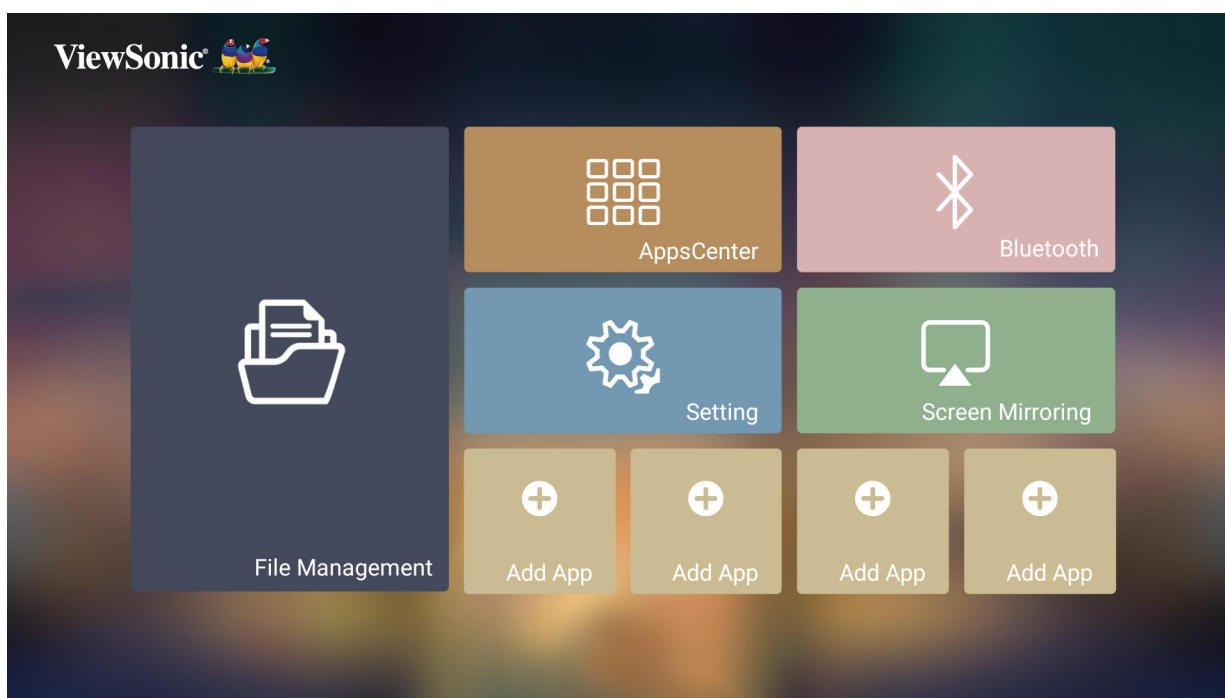 ViewSonic®
AppsCenter
Bluetooth
Setting
Screen Mirroring
File Management
Add App
Add App
Add App
Add App